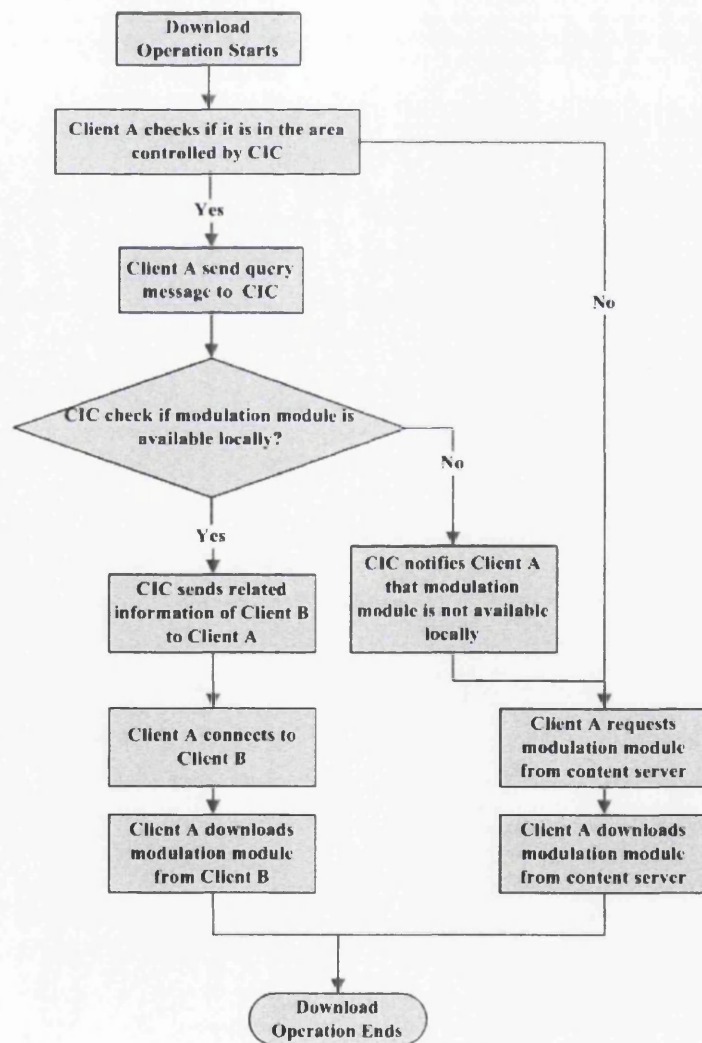 Download
Operation Starts
Client A checks if it is in the area
controlled by CIC
Yes
Client A send query
message to CIC
No
CIC check if modulation module is
available locally?
No
Yes
CIC sends related
information of Client B
to Client A
CIC notifies Client A
that modulation
module is not available
locally
Client A connects to
Client B
Client A requests
modulation module
from content server
Client A downloads
modulation module
from Client B
Client A downloads
modulation module
from content server
Download
Operation Ends